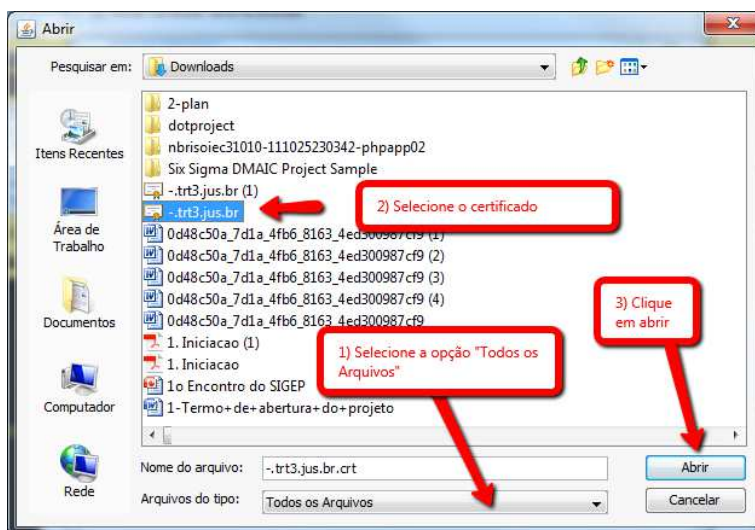 Abrir
Pesquisar em:
Downloads
Itens Recentes
Área de
Trabalho
Documentos
Computador
Rede
2-plan
dotproject
nbrisoiec31010-111025230342-phpapp02
Six Sigma DMAIC Project Sample
-.trt3.jus.br (1)
-.trt3.jus.br
0d48c50a_7d1a_4fb6_8163_4ed300987cf9 (1)
0d48c50a_7d1a_4fb6_8163_4ed300987cf9 (2)
0d48c50a_7d1a_4fb6_8163_4ed300987cf9 (3)
0d48c50a_7d1a_4fb6_8163_4ed300987cf9 (4)
0d48c50a_7d1a_4fb6_8163_4ed300987cf9
1. Iniciacao (1)
1. Iniciacao
1o Encontro do SIGEP
1-Termo+de+abertura+do+projeto
2) Selecione o certificado
3) Clique
em abrir
1) Selecione a opção "Todos os
Arquivos"
Nome do arquivo:
-.trt3.jus.br.crt
Abrir
Arquivos do tipo:
Todos os Arquivos
Cancelar